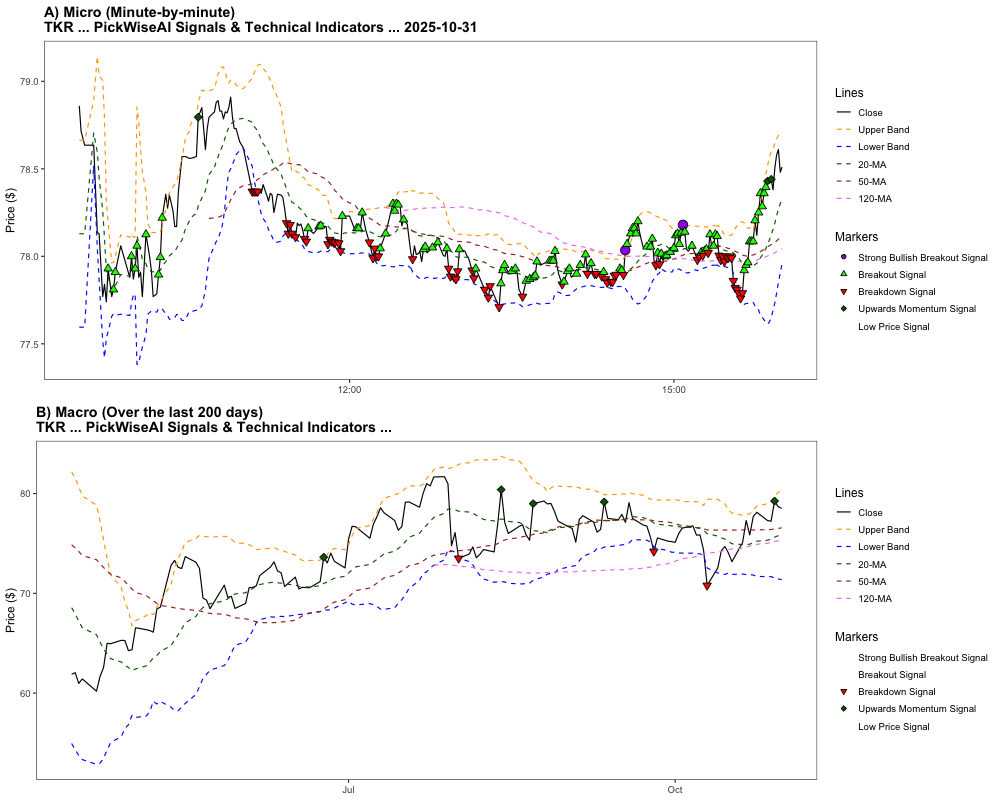 A) Micro (Minute-by-minute)
TKR ... PickWiseAI Signals & Technical Indicators ... 2025-10-31
Price ($)
79.0
78.5
78.0
77.5
12:00
15:00
Lines
Close
Upper Band
Lower Band
20-MA
50-MA
120-MA
Markers
Strong Bullish Breakout Signal
Breakout Signal
Breakdown Signal
Upwards Momentum Signal
Low Price Signal
B) Macro (Over the last 200 days)
TKR ... PickWiseAI Signals & Technical Indicators ...
Price ($)
80
70
60
Jul
Oct
Lines
Close
Upper Band
Lower Band
20-MA
50-MA
120-MA
Markers
Strong Bullish Breakout Signal
Breakout Signal
Breakdown Signal
Upwards Momentum Signal
Low Price Signal